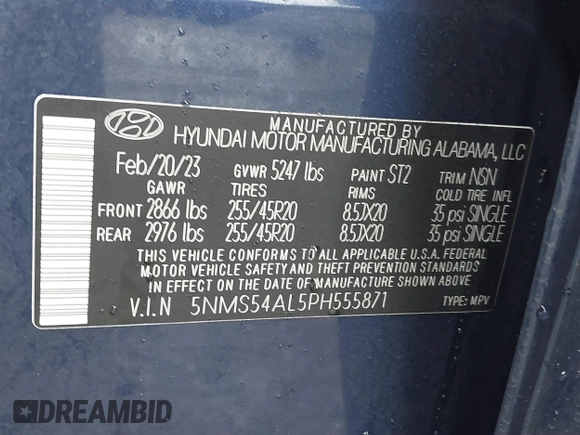 MANUFACTURED BY
HYUNDAI MOTOR MANUFACTURING ALABAMA, LLC
Feb/20/23 GVWR 5247 lbs PAINT ST2 TRIM NSN
GAWR TIRES RIMS COLD TIRE INFL
FRONT 2866 lbs 255/45R20 8.5JX20 35 psi SINGLE
REAR 2976 lbs 255/45R20 8.5JX20 35 psi SINGLE
THIS VEHICLE CONFORMS TO ALL APPLICABLE U.S.A. FEDERAL
MOTOR VEHICLE SAFETY AND THEFT PREVENTION STANDARDS
IN EFFECT ON THE DATE OF MANUFACTURE SHOWN ABOVE.
V.I.N 5NMS54AL5PH555871 TYPE: MPV
DREAMBID